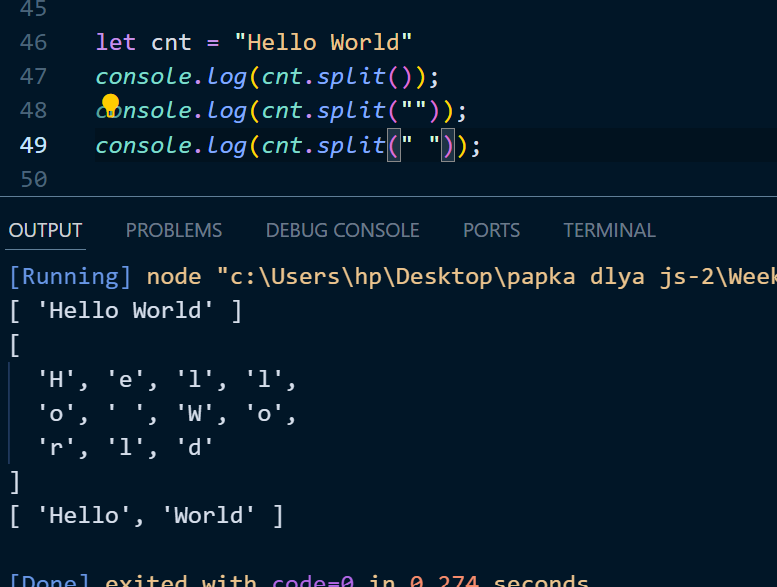 45
46 let cnt = "Hello World"
47 console.log(cnt.split());
48 console.log(cnt.split(""));
49 console.log(cnt.split(" "));
50
OUTPUT PROBLEMS DEBUG CONSOLE PORTS TERMINAL
[Running] node "c:\Users\hp\Desktop\papka dlya js-2\Week
[ 'Hello World' ]
[
'H', 'e', 'l', 'l',
'o', ' ', 'W', 'o',
'r', 'l', 'd'
]
[ 'Hello', 'World' ]
[Done] exited with code=0 in 0.274 seconds